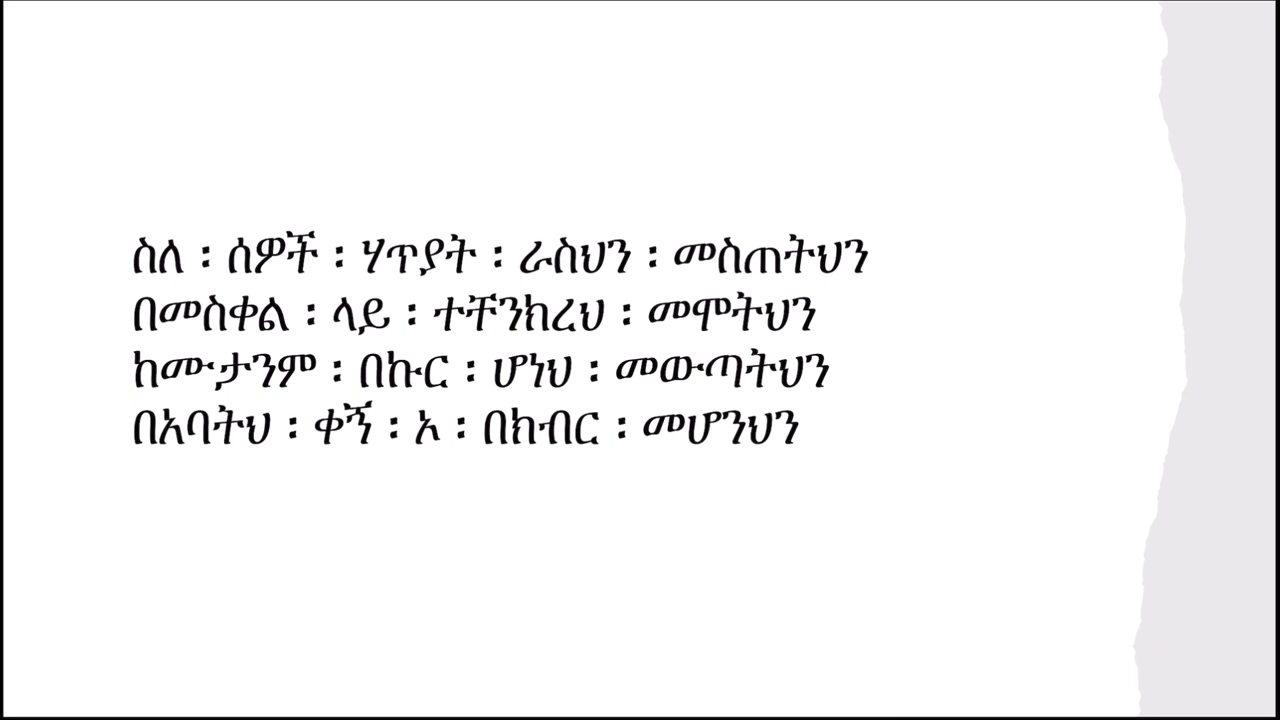 ስለ ፡ ሰዎች ፡ ሃጥያት ፡ ራስህን ፡ መስጠትህን
በመስቀል ፡ ላይ ፡ ተቸንክረህ ፡ መሞትህን
ከሙታንም ፡ በኩር ፡ ሆነህ ፡ መውጣትህን
በአባትህ ፡ ቀኝ ፡ ኦ ፡ በክብር ፡ መሆንህን